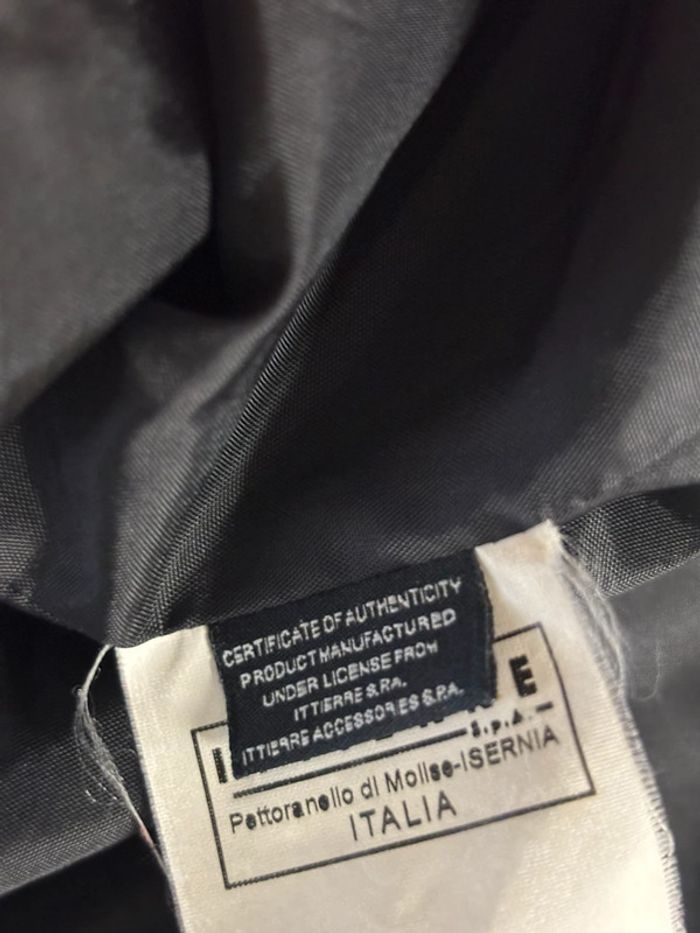 CERTIFICATE OF AUTHENTICITY
PRODUCT MANUFACTURED
UNDER LICENSE FROM
ITTIERRE S.P.A.
ITTIERRE ACCESSORIES S.P.A.
E
S.p.A.
Pettoranello di Molise-ISERNIA
ITALIA